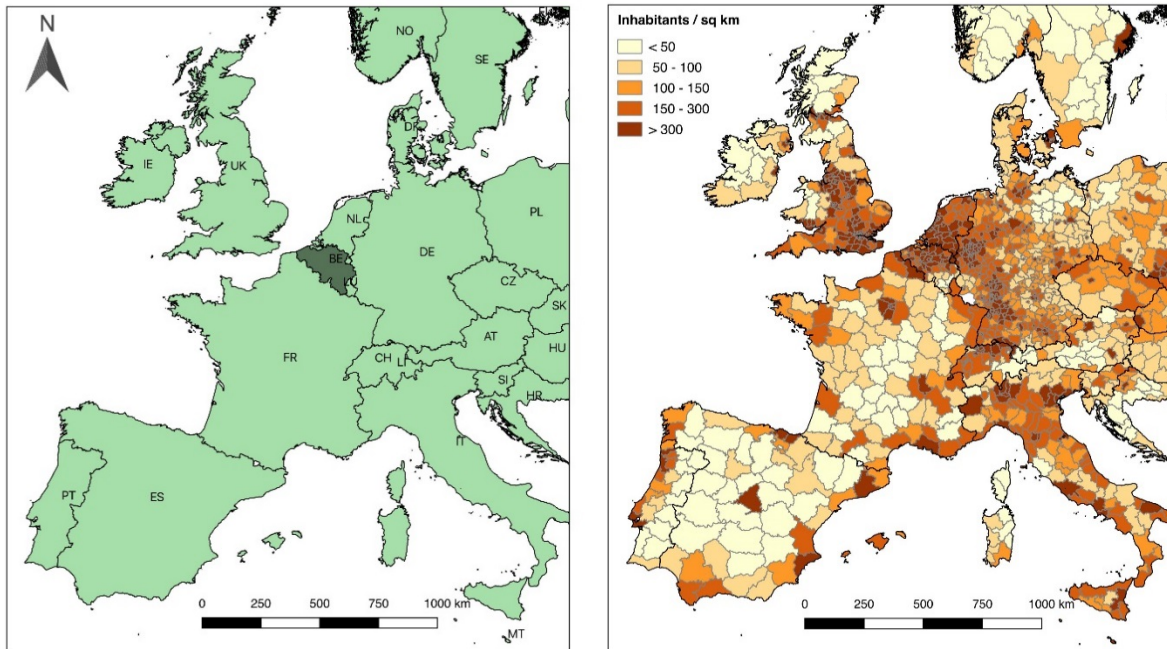 N
NO
SE
DK
IE
UK
NL
PL
BE
DE
LU
CZ
SK
AT
HU
FR
CH
LI
SI
HR
IT
PT
ES
MT
0 250 500 750 1000 km
Inhabitants / sq km
< 50
50 - 100
100 - 150
150 - 300
> 300
0 250 500 750 1000 km